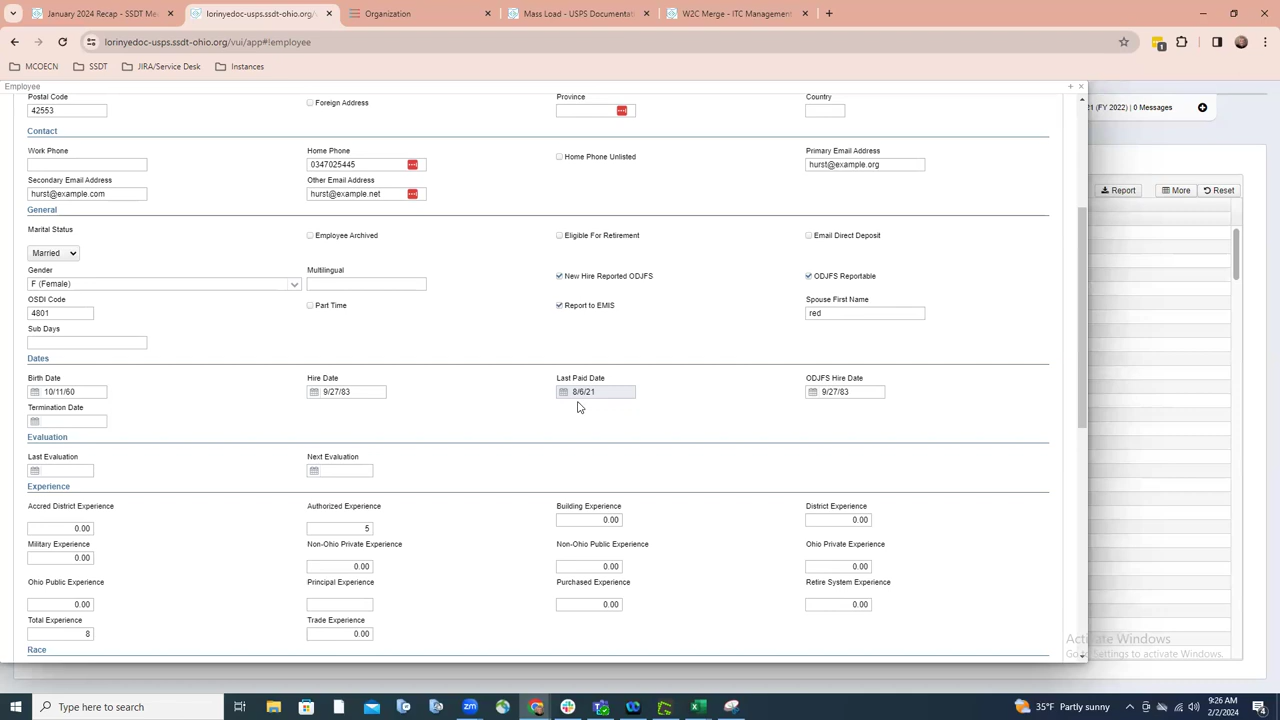 January 2024 Recap - SSDT Me
lorinyedoc-usps.ssdt-ohio.org/
Organization
Mass Load - USPS Documentati
W2C Merge - ITC Management
lorinyedoc-usps.ssdt-ohio.org/vui/app#!employee
MCOECN
SSDT
JIRA/Service Desk
Instances
Employee
21 (FY 2022) | 0 Messages
Postal Code
42553
Foreign Address
Province
Country
Contact
Work Phone
Home Phone
0347025445
Home Phone Unlisted
Primary Email Address
hurst@example.org
Secondary Email Address
hurst@example.com
Other Email Address
hurst@example.net
Report
More
Reset
General
Marital Status
Married
Employee Archived
Eligible For Retirement
Email Direct Deposit
Gender
F (Female)
Multilingual
New Hire Reported ODJFS
ODJFS Reportable
OSDI Code
4801
Part Time
Report to EMIS
Spouse First Name
red
Sub Days
Dates
Birth Date
10/11/60
Hire Date
9/27/83
Last Paid Date
8/6/21
ODJFS Hire Date
9/27/83
Termination Date
Evaluation
Last Evaluation
Next Evaluation
Experience
Accred District Experience
0.00
Authorized Experience
5
Building Experience
0.00
District Experience
0.00
Military Experience
0.00
Non-Ohio Private Experience
0.00
Non-Ohio Public Experience
0.00
Ohio Private Experience
0.00
Ohio Public Experience
0.00
Principal Experience
Purchased Experience
0.00
Retire System Experience
0.00
Total Experience
8
Trade Experience
0.00
Race
Activate Windows
Go to Settings to activate Windows.
Type here to search
35°F Partly sunny
9:26 AM
2/2/2024